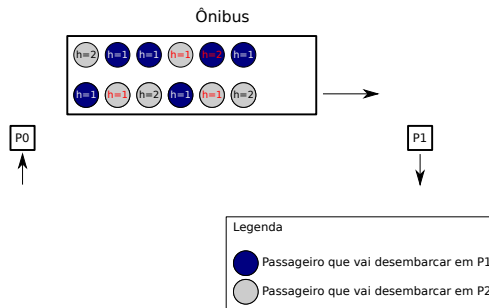 Ônibus
h=2 h=1 h=1 h=1 h=2 h=1
h=1 h=1 h=2 h=1 h=1 h=2
P0
P1
Legenda
Passageiro que vai desembarcar em P1
Passageiro que vai desembarcar em P2